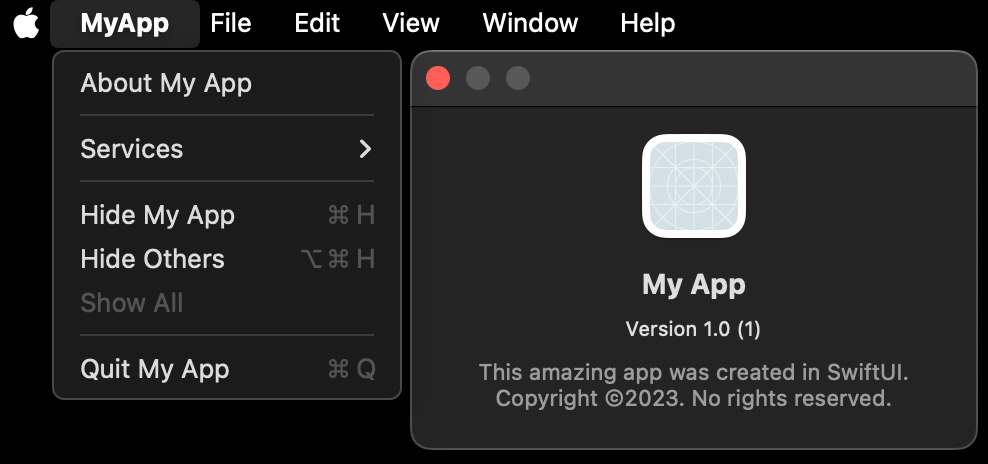 MyApp File Edit View Window Help
About My App
Services
Hide My App ⌘ H
Hide Others ⌥ ⌘ H
Show All
Quit My App ⌘ Q
My App
Version 1.0 (1)
This amazing app was created in SwiftUI.
Copyright ©2023. No rights reserved.